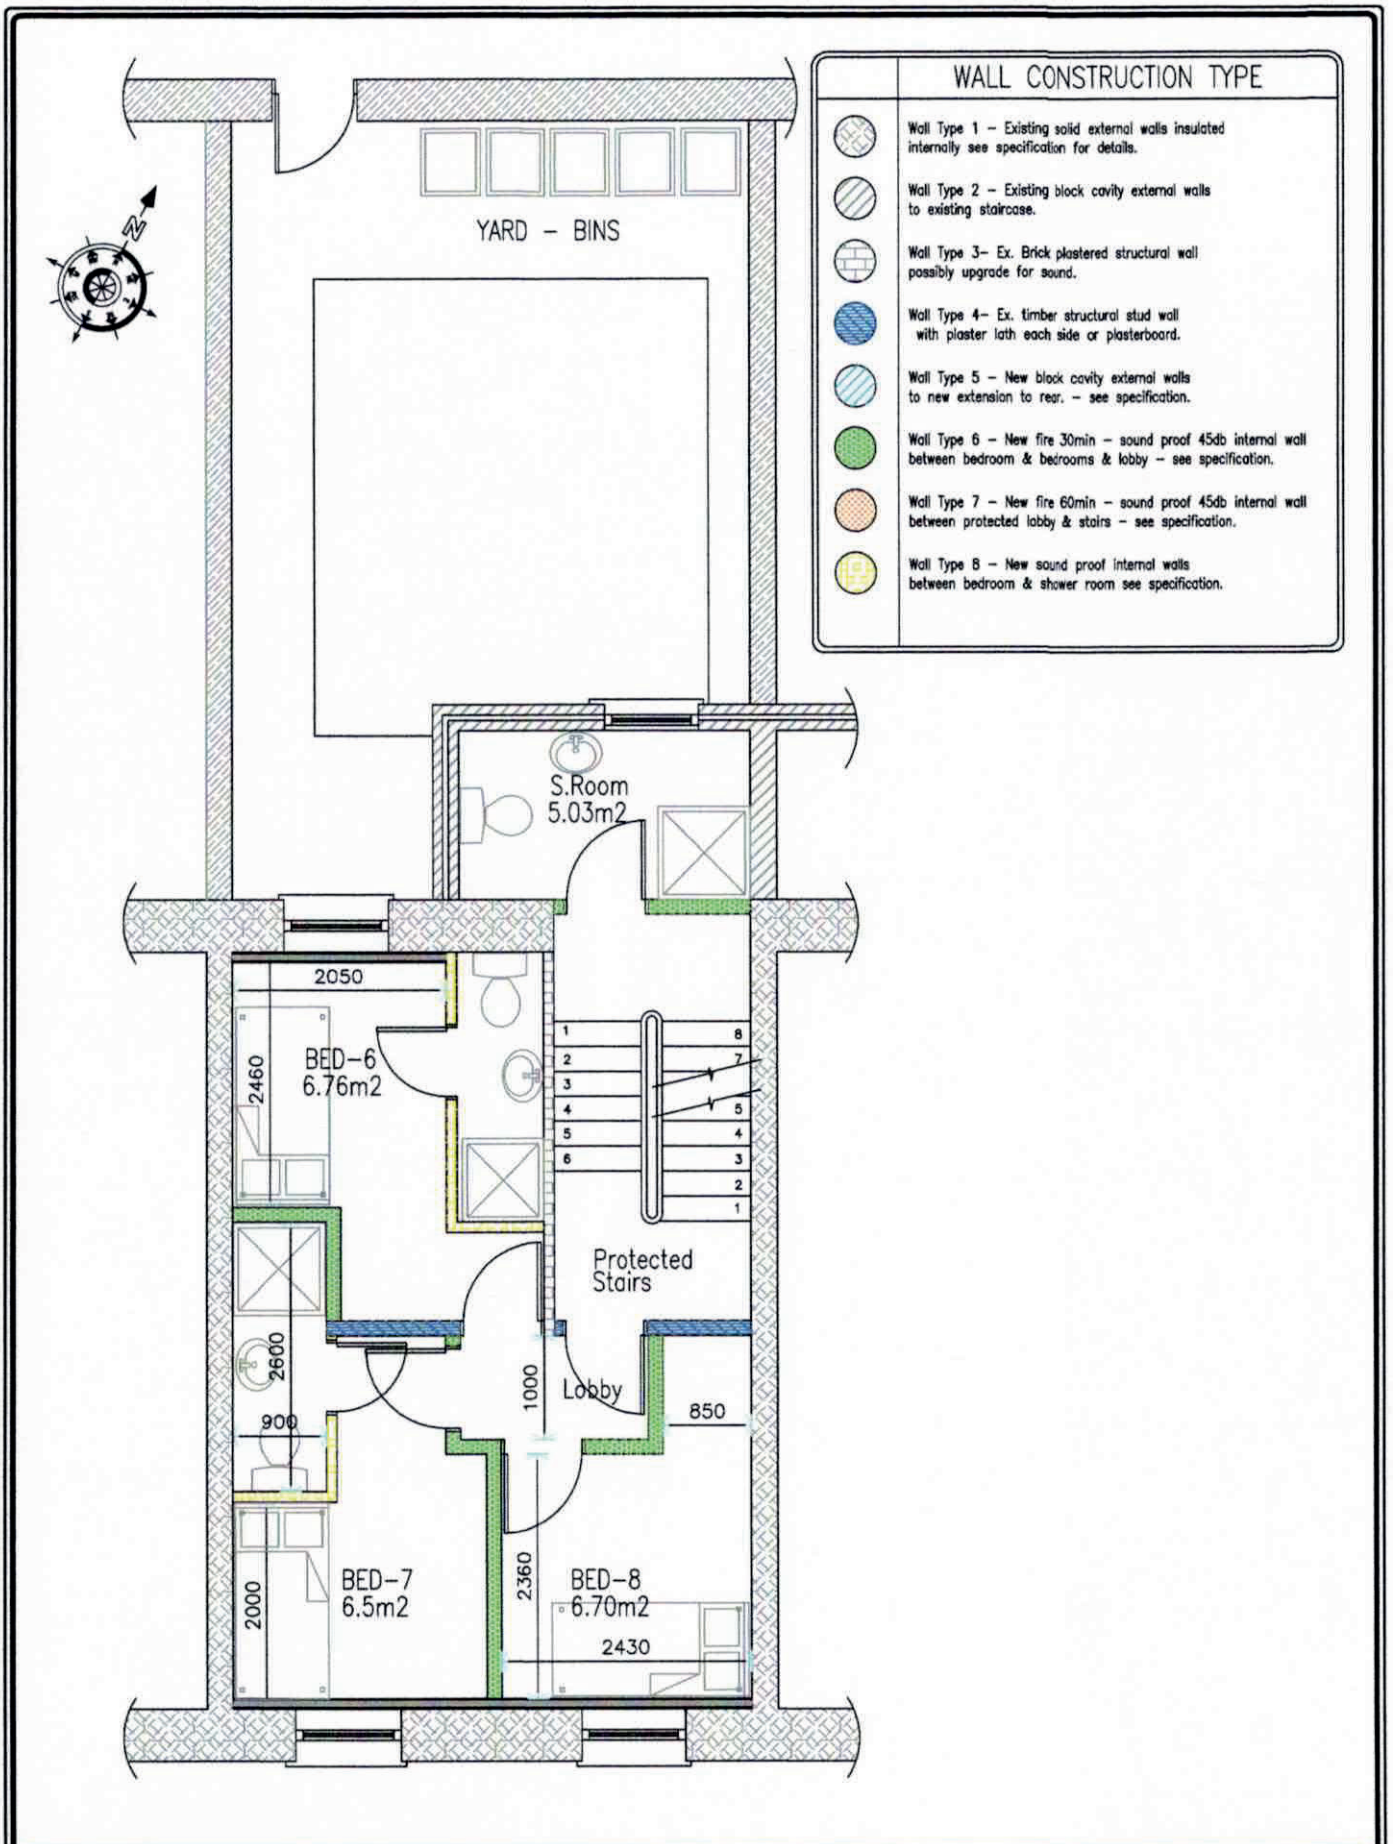 WALL CONSTRUCTION TYPE
Wall Type 1 - Existing solid external walls insulated
internally see specification for details.
Wall Type 2 - Existing block cavity external walls
to existing staircase.
Wall Type 3- Ex. Brick plastered structural wall
possibly upgrade for sound.
Wall Type 4- Ex. timber structural stud wall
with plaster lath each side or plasterboard.
Wall Type 5 - New block cavity external walls
to new extension to rear. - see specification.
Wall Type 6 - New fire 30min - sound proof 45db internal wall
between bedroom & bedrooms & lobby - see specification.
Wall Type 7 - New fire 60min - sound proof 45db internal wall
between protected lobby & stairs - see specification.
Wall Type 8 - New sound proof internal walls
between bedroom & shower room see specification.
N
YARD - BINS
S.Room
5.03m2
2050
2460
BED-6
6.76m2
1
2
3
4
5
6
8
7
5
4
3
2
1
Protected
Stairs
2600
900
1000
Lobby
850
2000
BED-7
6.5m2
2360
BED-8
6.70m2
2430